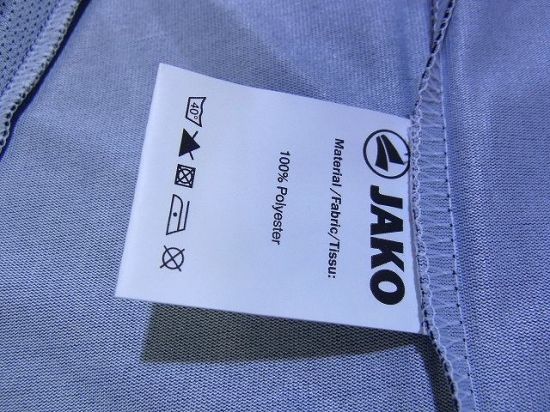 JAKO
Material/Fabric/Tissu:
100% Polyester
40°